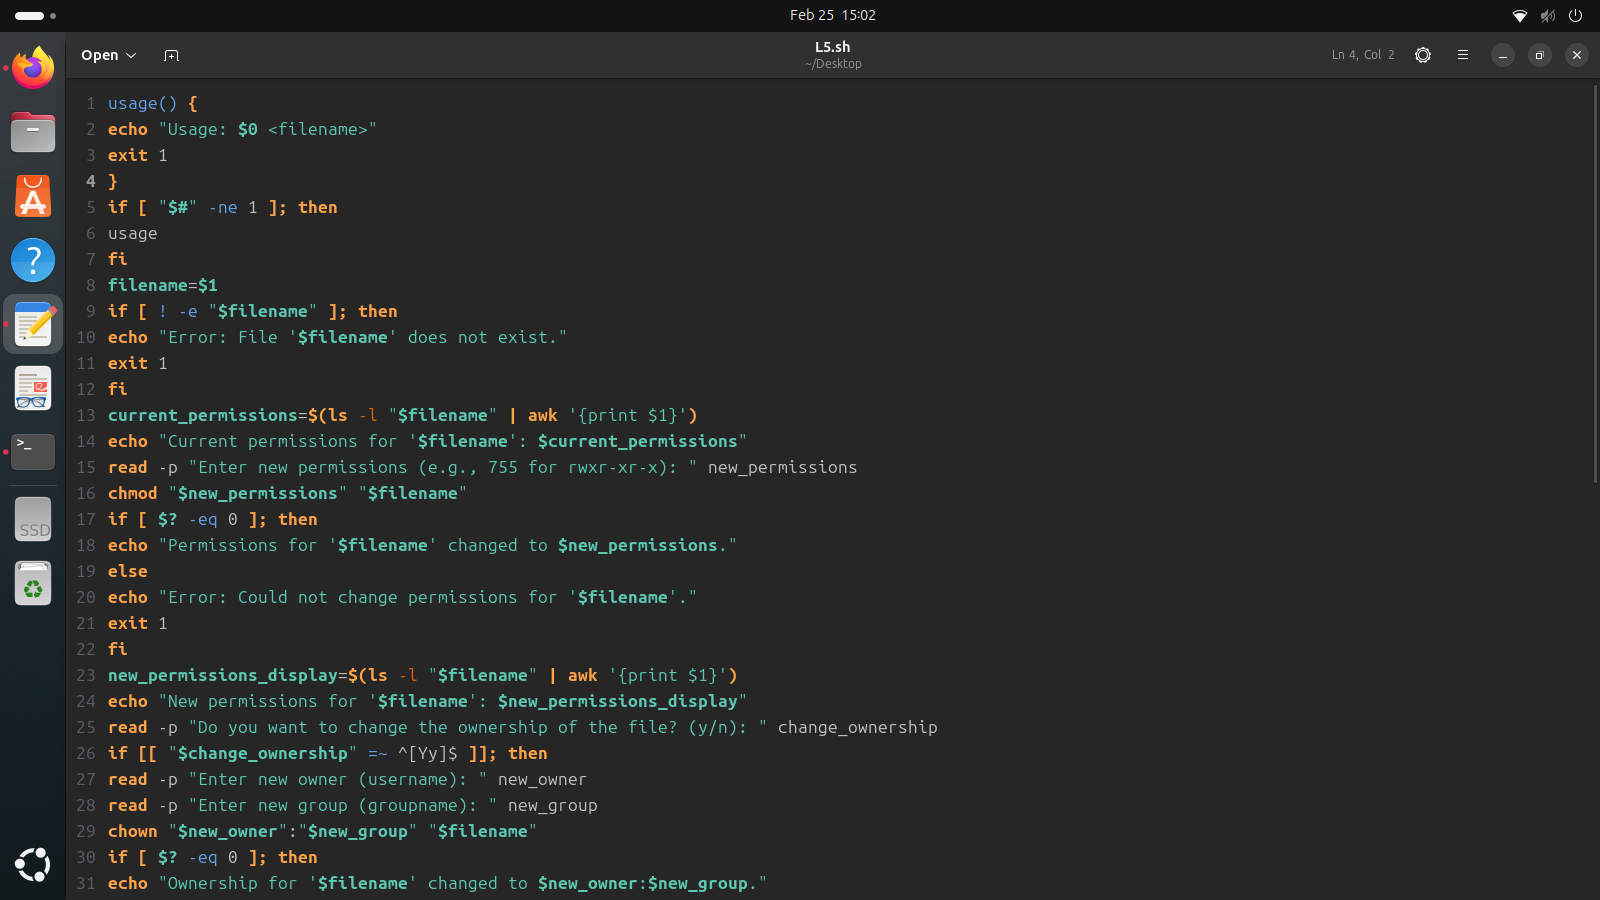 Feb 25 15:02
Open
L5.sh
~/Desktop
Ln 4, Col 2
1 usage() {
2 echo "Usage: $0 <filename>"
3 exit 1
4 }
5 if [ "$#" -ne 1 ]; then
6 usage
7 fi
8 filename=$1
9 if [ ! -e "$filename" ]; then
10 echo "Error: File '$filename' does not exist."
11 exit 1
12 fi
13 current_permissions=$(ls -l "$filename" | awk '{print $1}')
14 echo "Current permissions for '$filename': $current_permissions"
15 read -p "Enter new permissions (e.g., 755 for rwxr-xr-x): " new_permissions
16 chmod "$new_permissions" "$filename"
17 if [ $? -eq 0 ]; then
18 echo "Permissions for '$filename' changed to $new_permissions."
19 else
20 echo "Error: Could not change permissions for '$filename'."
21 exit 1
22 fi
23 new_permissions_display=$(ls -l "$filename" | awk '{print $1}')
24 echo "New permissions for '$filename': $new_permissions_display"
25 read -p "Do you want to change the ownership of the file? (y/n): " change_ownership
26 if [[ "$change_ownership" =~ ^[Yy]$ ]]; then
27 read -p "Enter new owner (username): " new_owner
28 read -p "Enter new group (groupname): " new_group
29 chown "$new_owner":"$new_group" "$filename"
30 if [ $? -eq 0 ]; then
31 echo "Ownership for '$filename' changed to $new_owner:$new_group."
SSD